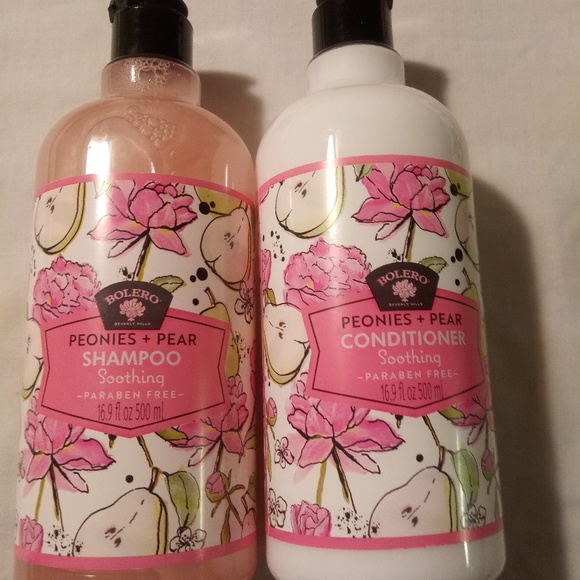 BOLERO
BEVERLY HILLS
PEONIES + PEAR
SHAMPOO
Soothing
-PARABEN FREE-
16.9 fl oz 500 ml
BOLERO
BEVERLY HILLS
PEONIES + PEAR
CONDITIONER
Soothing
-PARABEN FREE-
16.9 fl oz 500 ml